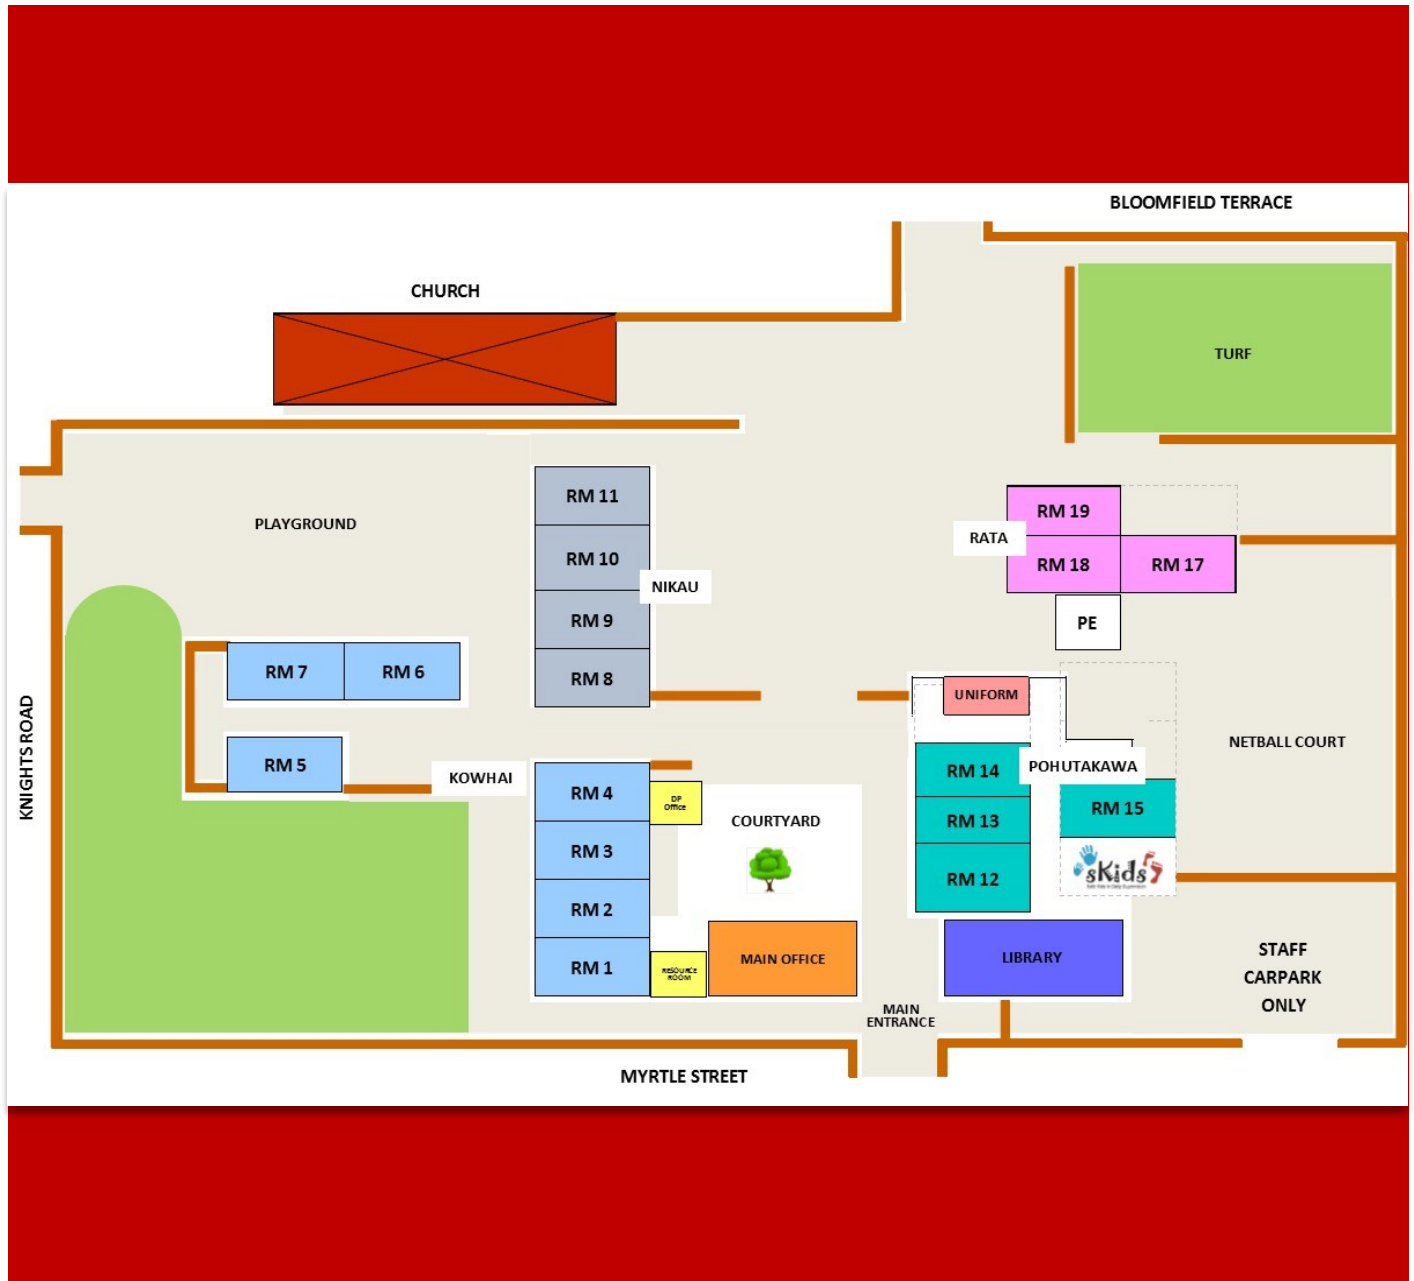 BLOOMFIELD TERRACE
CHURCH
TURF
RM 11
PLAYGROUND
RM 19
RATA
RM 10
RM 18
RM 17
NIKAU
RM 9
PE
RM 7
RM 6
RM 8
UNIFORM
KNIGHTS ROAD
NETBALL COURT
RM 5
KOWHAI
RM 14
POHUTAKAWA
RM 4
DP
Office
COURTYARD
RM 13
RM 15
RM 3
RM 12
sKids
RM 2
RM 1
RESOURCE
ROOM
MAIN OFFICE
LIBRARY
STAFF
CARPARK
ONLY
MAIN
ENTRANCE
MYRTLE STREET